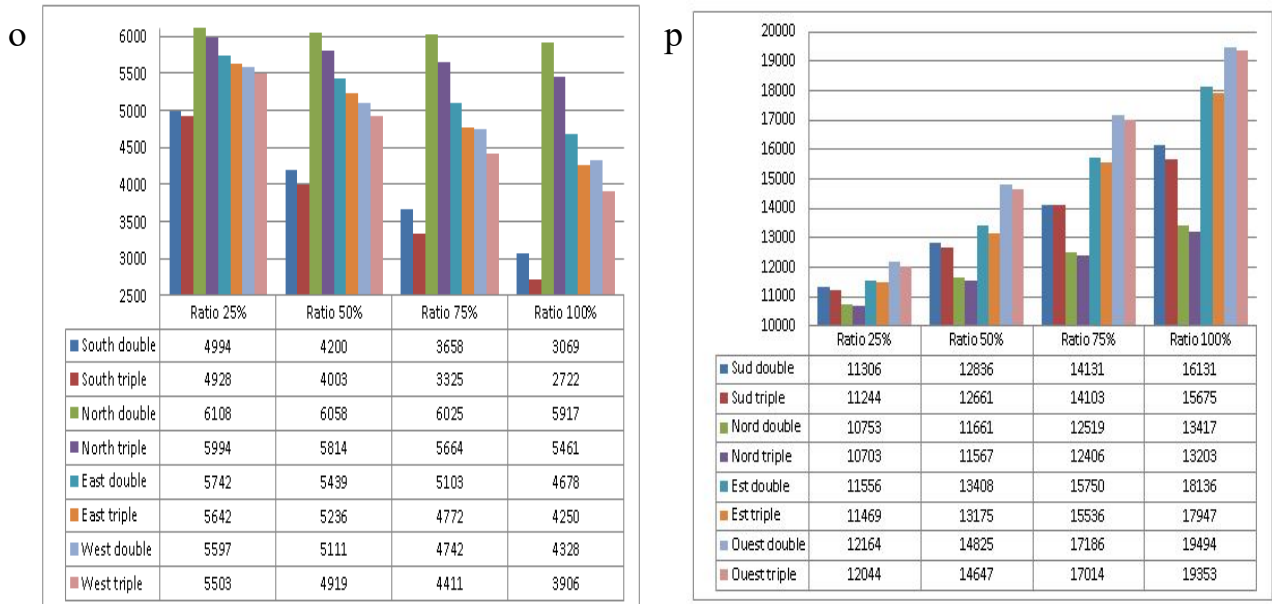 o
6000
5500
5000
4500
4000
3500
3000
2500
Ratio 25% Ratio 50% Ratio 75% Ratio 100%
South double 4994 4200 3658 3069
South triple 4928 4003 3325 2722
North double 6108 6058 6025 5917
North triple 5994 5814 5664 5461
East double 5742 5439 5103 4678
East triple 5642 5236 4772 4250
West double 5597 5111 4742 4328
West triple 5503 4919 4411 3906
p
20000
19000
18000
17000
16000
15000
14000
13000
12000
11000
10000
Ratio 25% Ratio 50% Ratio 75% Ratio 100%
Sud double 11306 12836 14131 16131
Sud triple 11244 12661 14103 15675
Nord double 10753 11661 12519 13417
Nord triple 10703 11567 12406 13203
Est double 11556 13408 15750 18136
Est triple 11469 13175 15536 17947
Ouest double 12164 14825 17186 19494
Ouest triple 12044 14647 17014 19353